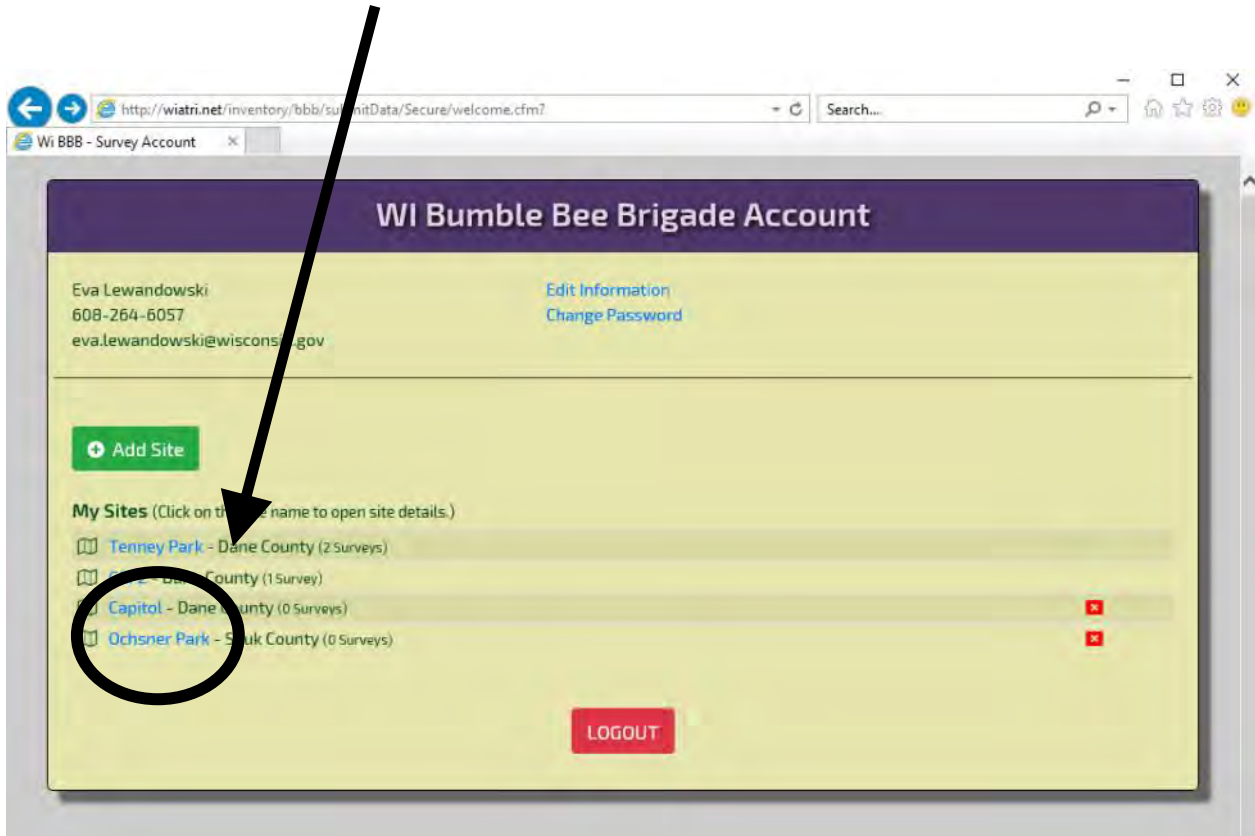 http://wiatri.net/inventory/bbb/su nitData/Secure/welcome.cfm?
Search...
Wi BBB - Survey Account
WI Bumble Bee Brigade Account
Eva Lewandowski
608-264-6057
eva.lewandowski@wiscons .gov
Edit Information
Change Password
Add Site
My Sites (Click on th name to open site details.)
Tenney Park - Dane County (2 Surveys)
County (1 Survey)
Capitol - Dane County (0 Surveys)
Ochsner Park - S uk County (0 Surveys)
LOGOUT